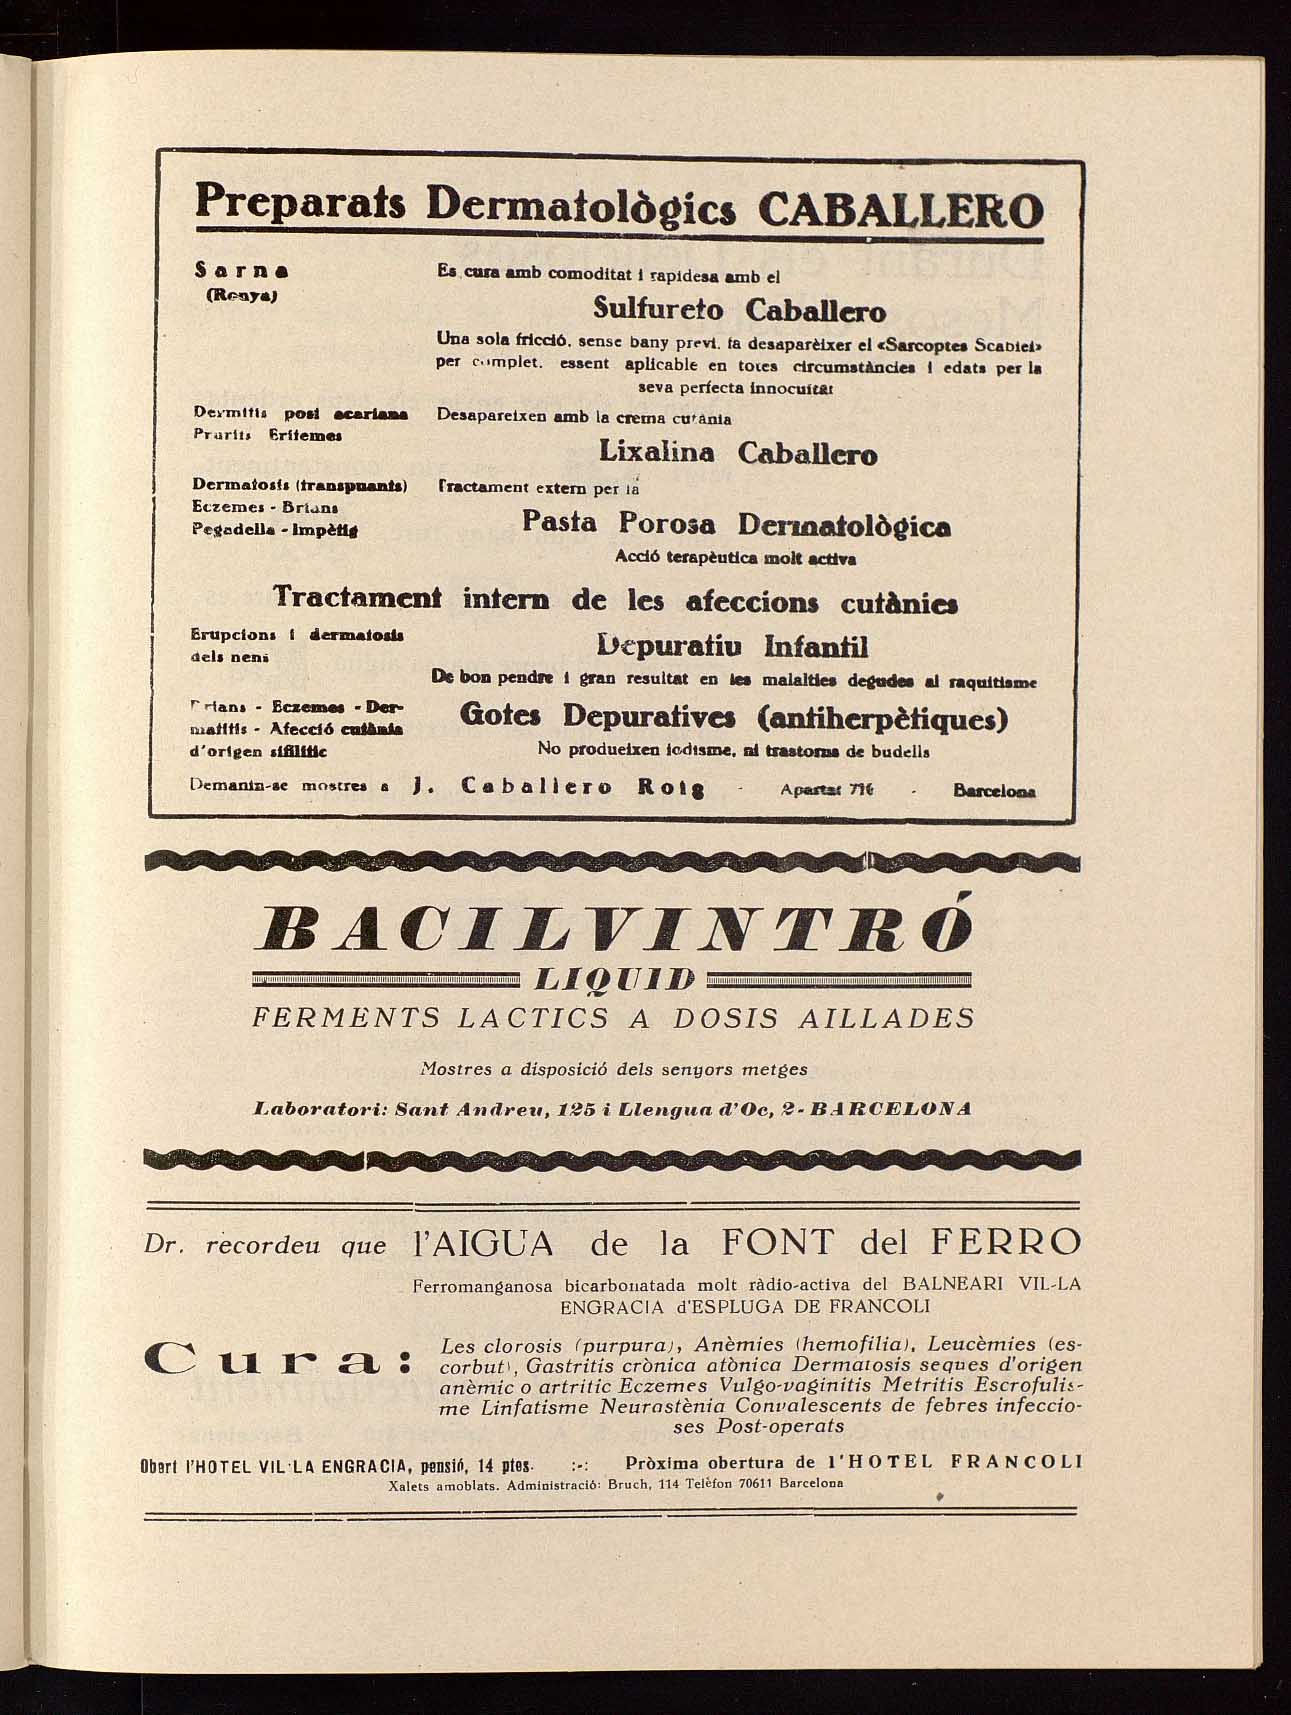 Preparats Dermatològics CABALLERO
Sarna
(Ronya)
Es cura amb comoditat i rapidesa amb el
Sulfureto Caballero
Una sola fricció, sense bany previ, fa desaparèixer el «Sarcoptes Scabiei»
per complet, essent aplicable en totes circumstàncies i edats per la
seva perfecta innocuitat
Dermitis post acariana
Prurits Eritemes
Desapareixen amb la crema cutània
Lixalina Caballero
Dermatosis (transpuants)
Eczemes - Brians
Pegadella - Impètig
Tractament extern per la
Pasta Porosa Dermatològica
Acció terapèutica molt activa
Tractament intern de les afeccions cutànies
Erupcions i dermatosis
dels nens
Depuratiu Infantil
De bon pendre i gran resultat en les malalties degudes al raquitisme
Brians - Eczemes - Der-
matitis - Afecció cutània
d'origen sifilític
Gotes Depuratives (antiherpètiques)
No produeixen iodisme, ni trastorns de budells
Demanin-se mostres a J. Caballero Roig - Apartat 716 - Barcelona
BACILVINTRÓ
LIQUID
FERMENTS LACTICS A DOSIS AILLADES
Mostres a disposició dels senyors metges
Laboratori: Sant Andreu, 125 i Llengua d'Oc, 2 - BARCELONA
Dr. recordeu que l'AIGUA de la FONT del FERRO
Ferromanganosa bicarbonatada molt ràdio-activa del BALNEARI VIL-LA
ENGRACIA d'ESPLUGA DE FRANCOLI
Cura:
Les clorosis (purpura), Anèmies (hemofilia), Leucèmies (es-
corbut), Gastritis crònica atònica Dermatosis seques d'origen
anèmic o artritic Eczemes Vulgo-vaginitis Metritis Escrofulis-
me Linfatisme Neurastènia Convalescents de febres infeccio-
ses Post-operats
Obert l'HOTEL VIL·LA ENGRACIA, pensió, 14 ptes. :-: Pròxima obertura de l'HOTEL FRANCOLI
Xalets amoblats. Administració: Bruch, 114 Telèfon 70611 Barcelona